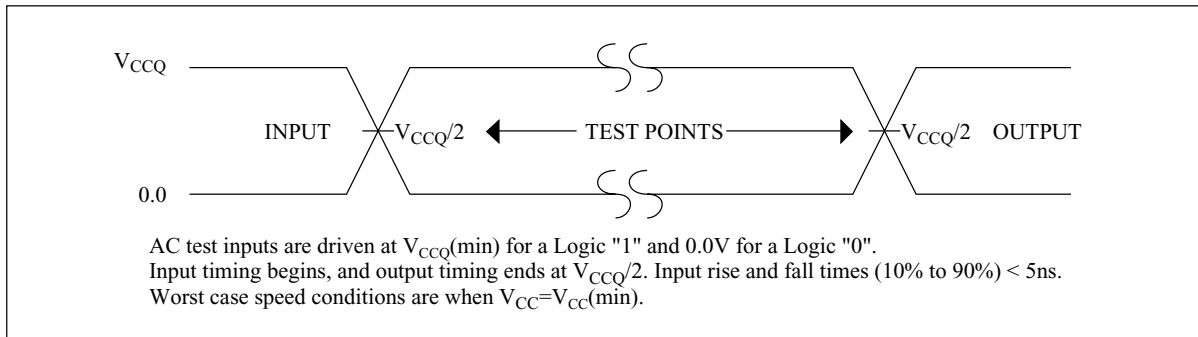 VCCQ
INPUT VCCQ/2 TEST POINTS VCCQ/2 OUTPUT
0.0
AC test inputs are driven at VCCQ(min) for a Logic "1" and 0.0V for a Logic "0".
Input timing begins, and output timing ends at VCCQ/2. Input rise and fall times (10% to 90%) < 5ns.
Worst case speed conditions are when VCC=VCC(min).